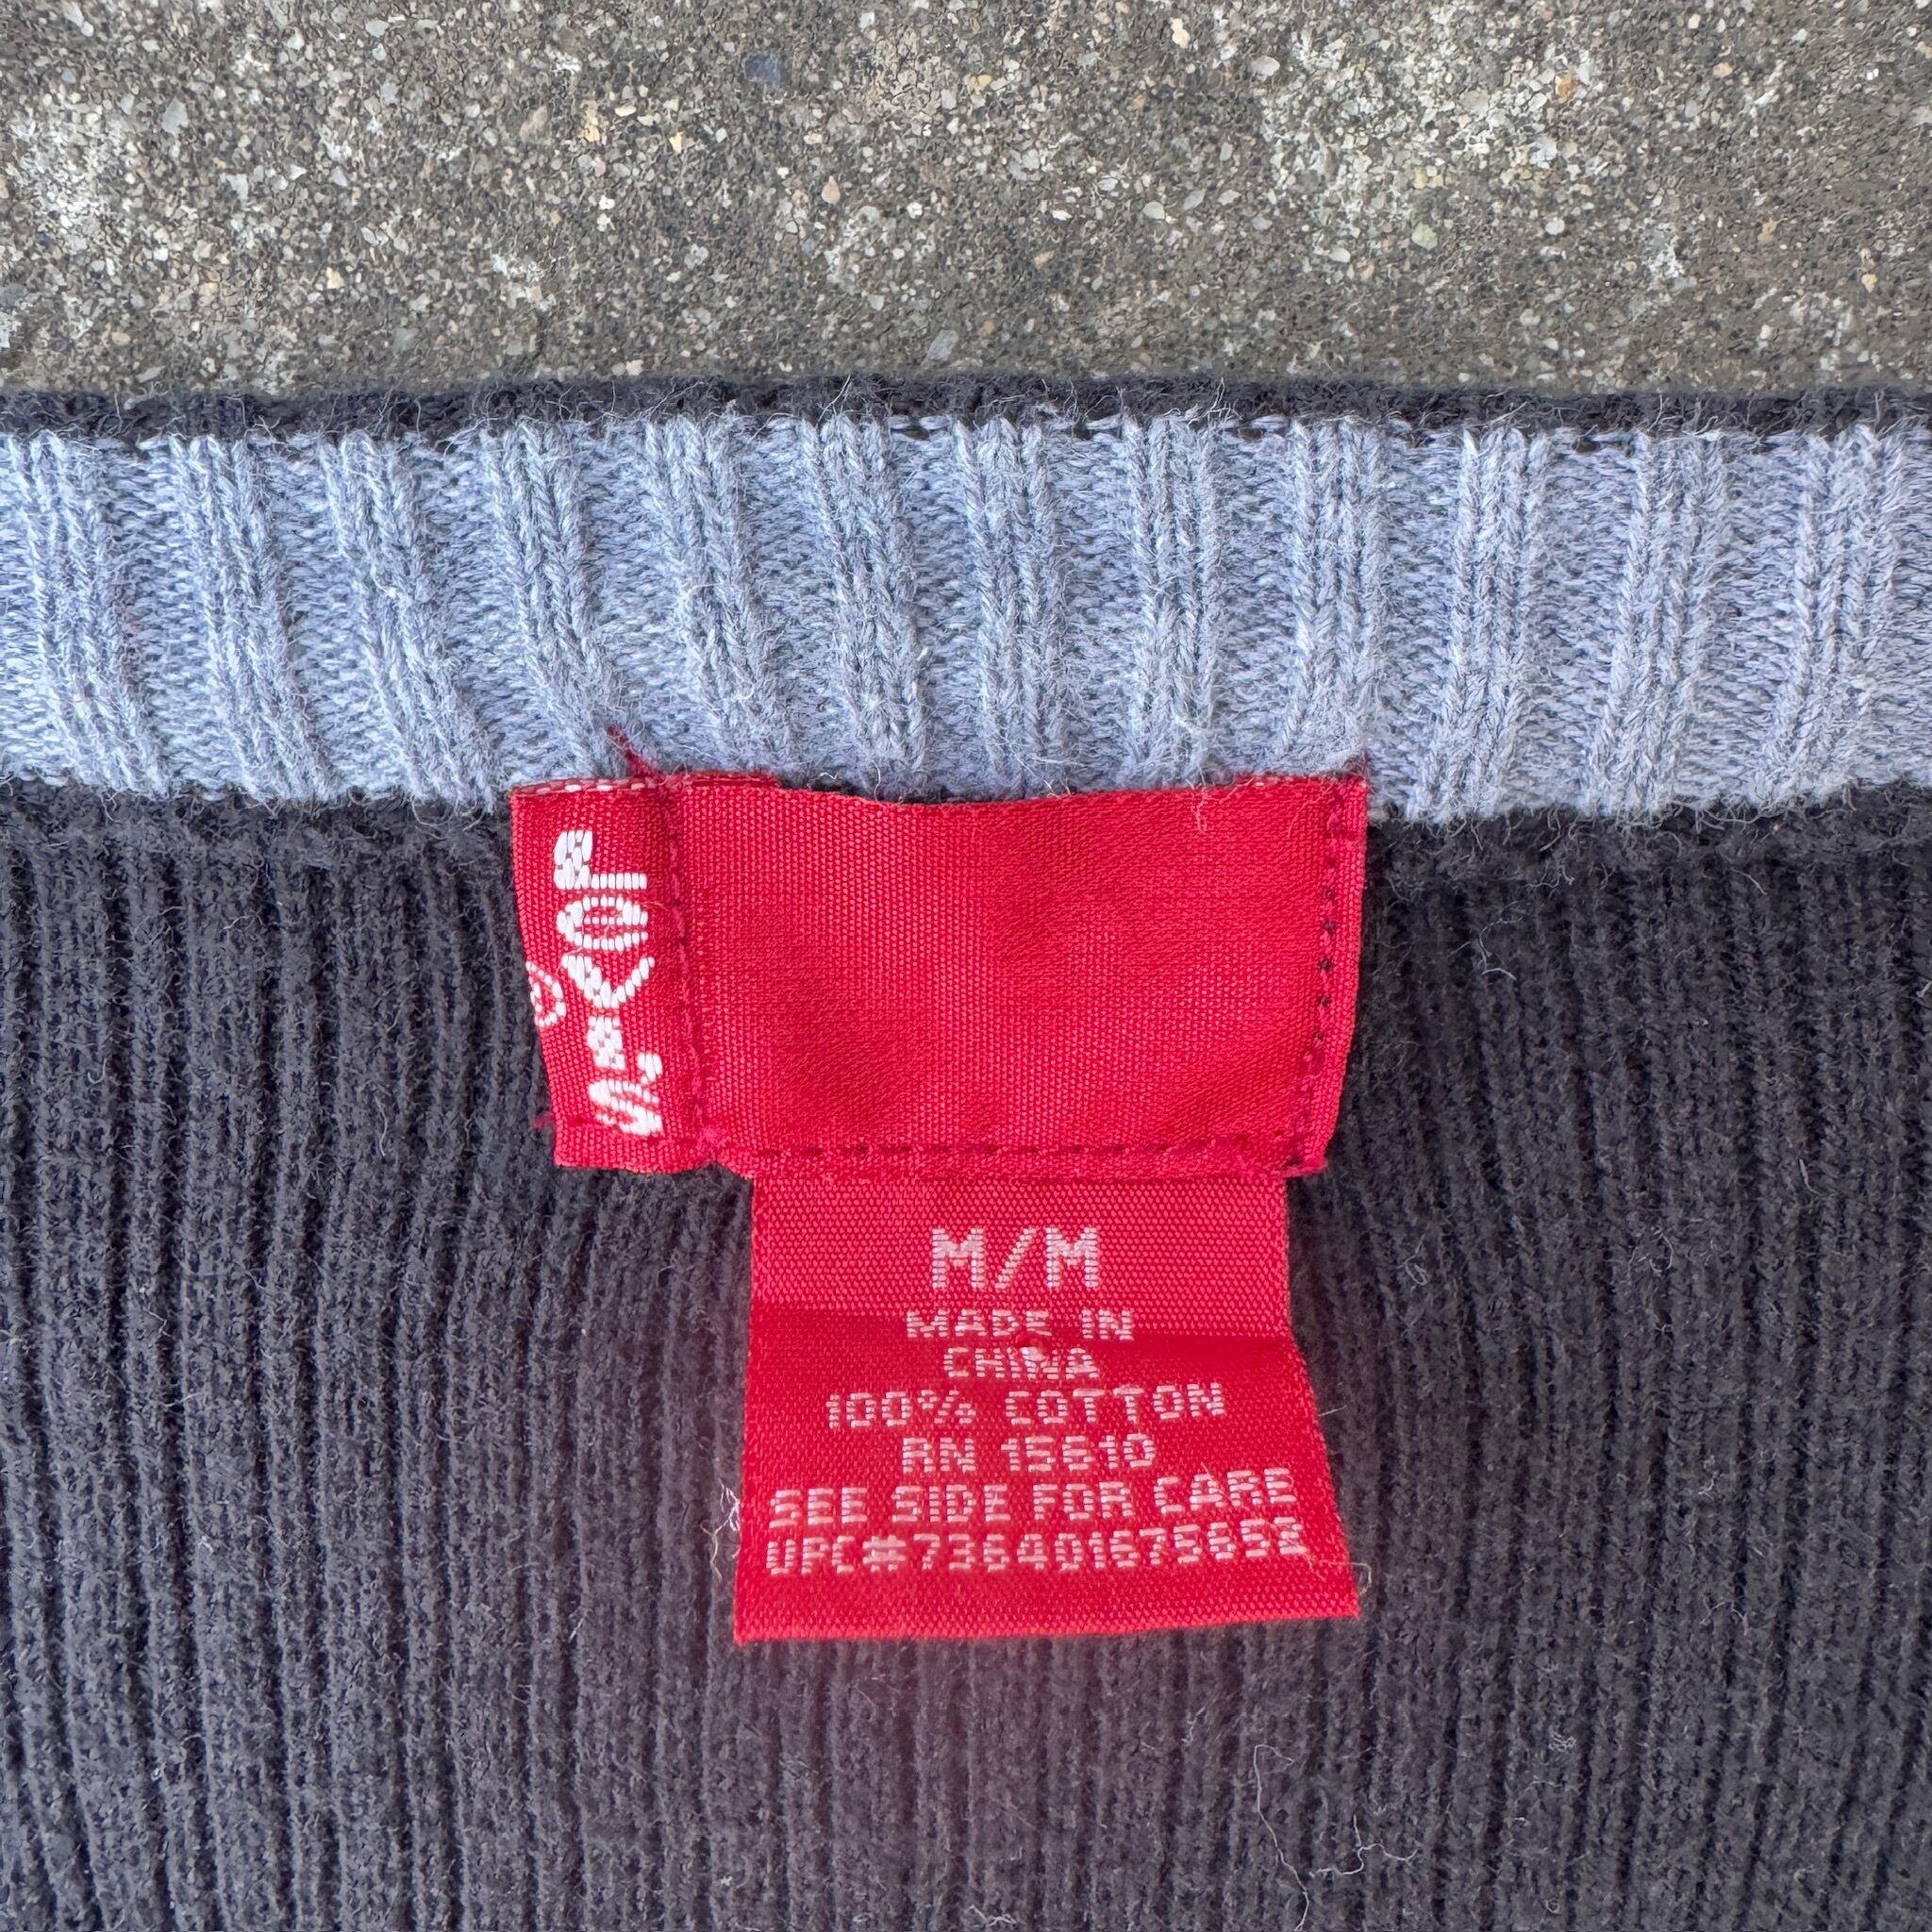 Levi's®
M/M
MADE IN
CHINA
100% COTTON
RN 15610
SEE SIDE FOR CARE
UPC#736401675652